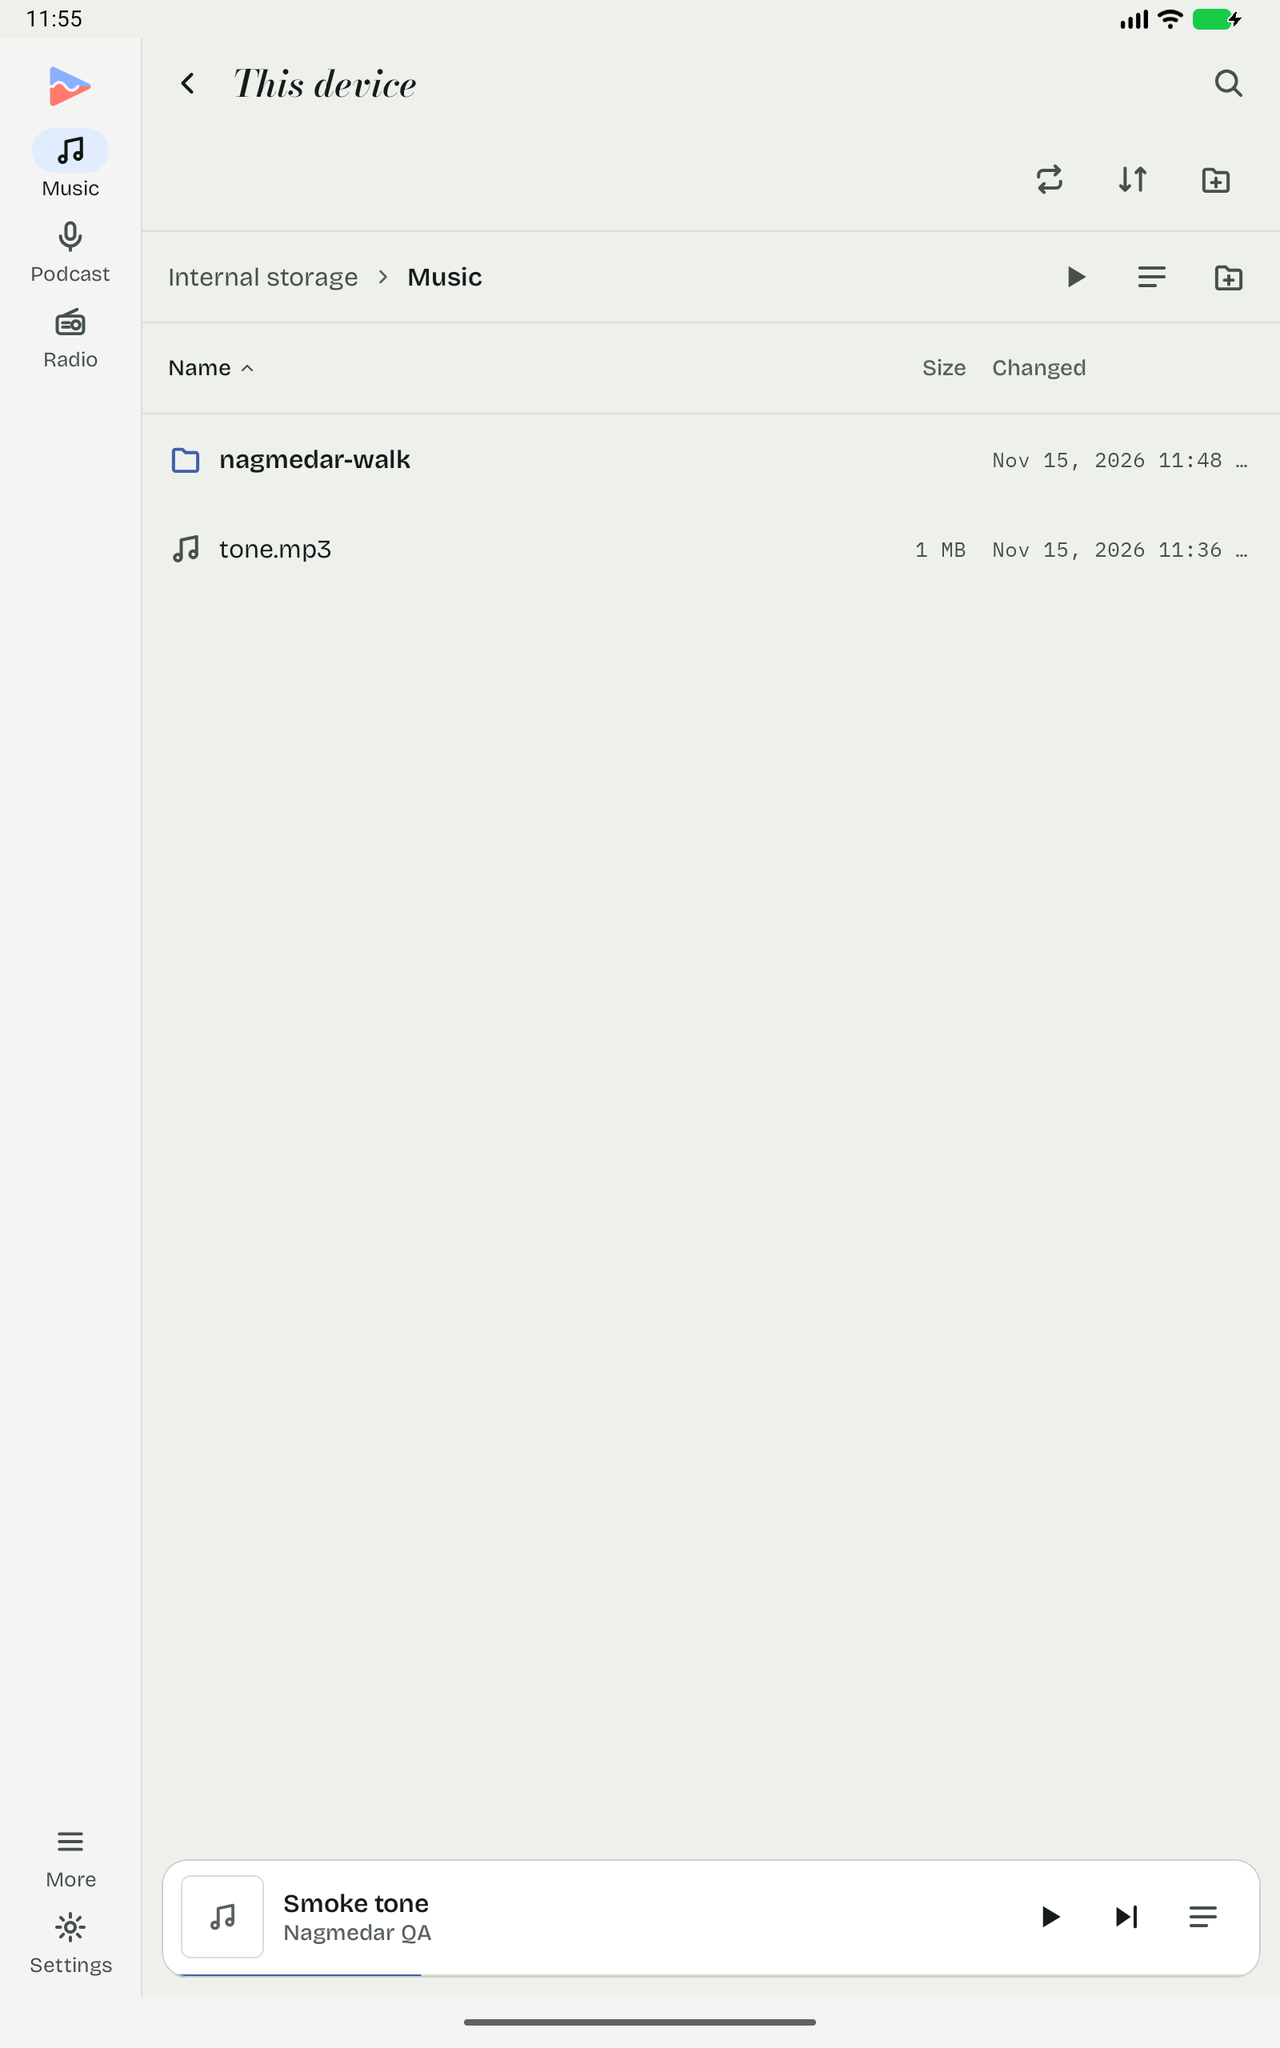 11:55
This device
Music
Podcast
Radio
Internal storage > Music
Name Size Changed
nagmedar-walk Nov 15, 2026 11:48 …
tone.mp3 1 MB Nov 15, 2026 11:36 …
More
Settings
Smoke tone
Nagmedar QA